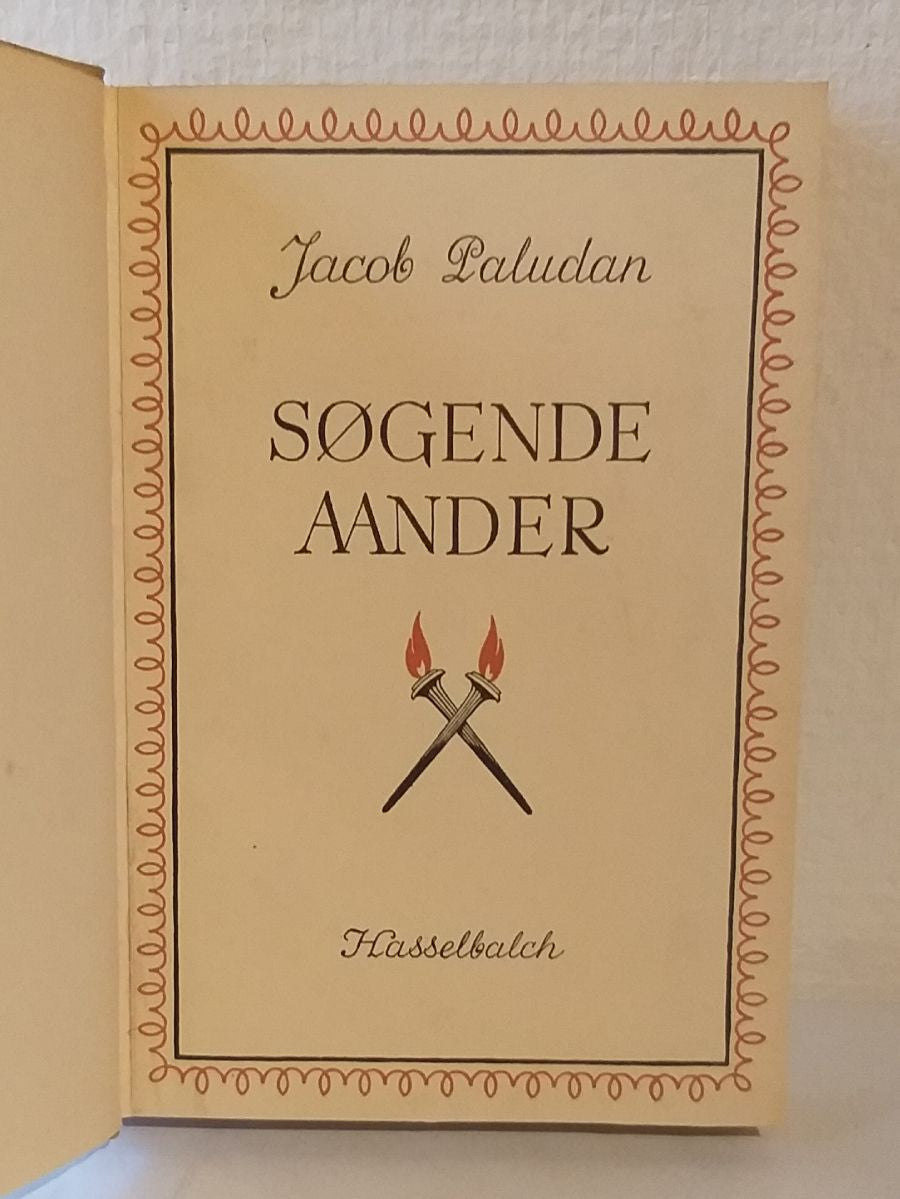 Jacob Paludan
SØGENDE
AANDER
Hasselbalch